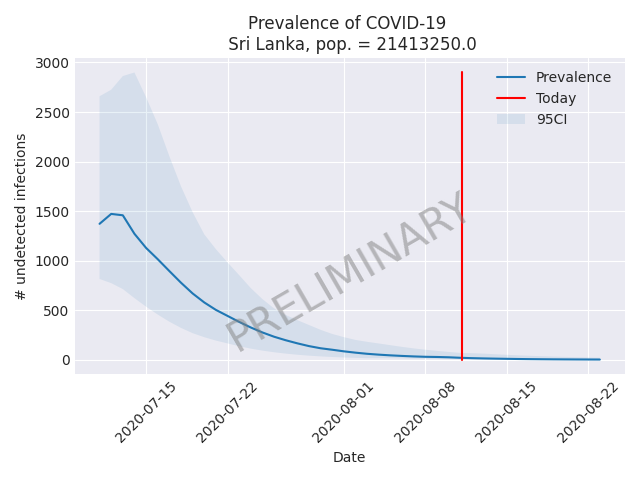 Prevalence of COVID-19
Sri Lanka, pop. = 21413250.0
3000
2500
2000
1500
1000
500
0
# undetected infections
Prevalence
Today
95CI
PRELIMINARY
2020-07-15
2020-07-22
2020-08-01
2020-08-08
2020-08-15
2020-08-22
Date